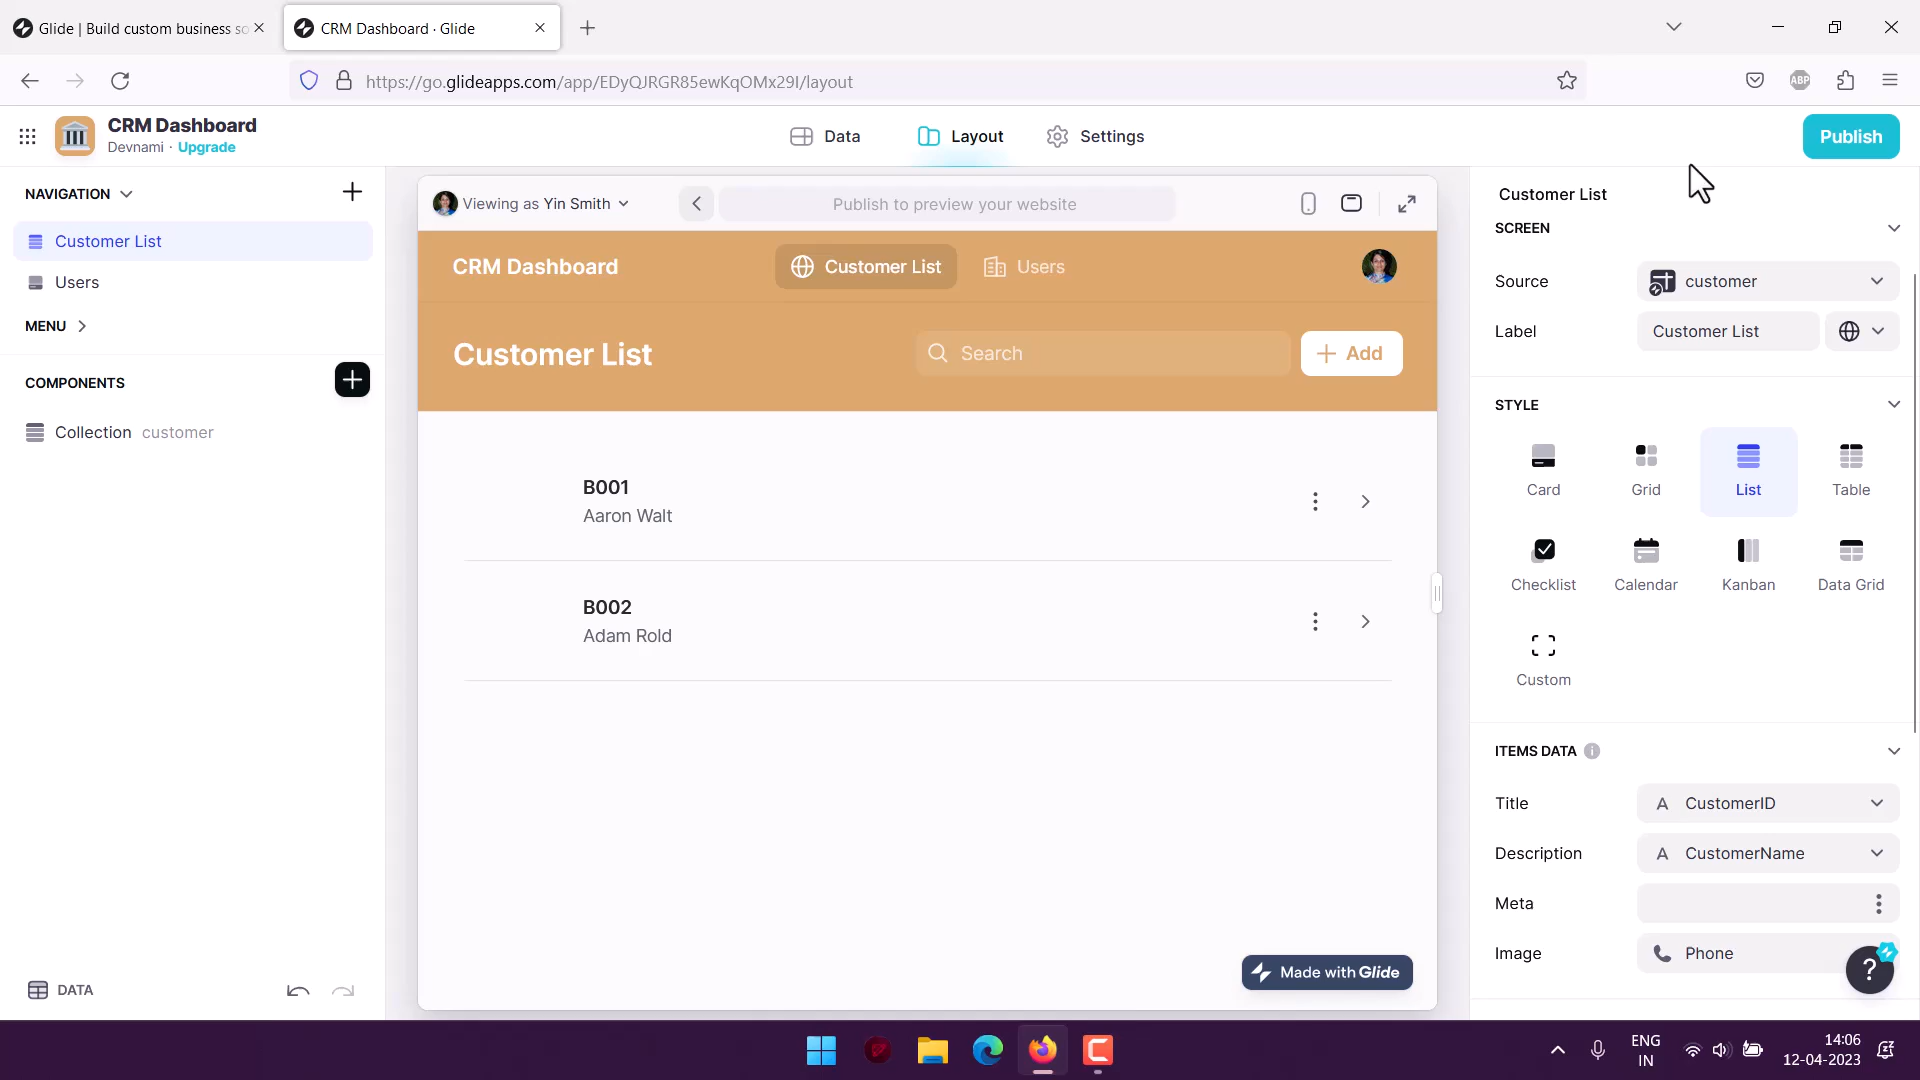 Glide | Build custom business so
CRM Dashboard · Glide
https://go.glideapps.com/app/EDyQJRGR85ewKqOMx29I/layout
ABP
CRM Dashboard
Devnami · Upgrade
Data
Layout
Settings
Publish
NAVIGATION
Customer List
Users
MENU
COMPONENTS
Collection customer
DATA
Viewing as Yin Smith
Publish to preview your website
CRM Dashboard
Customer List
Users
Customer List
Search
Add
B001
Aaron Walt
B002
Adam Rold
Made with Glide
Customer List
SCREEN
Source
customer
Label
Customer List
STYLE
Card
Grid
List
Table
Checklist
Calendar
Kanban
Data Grid
Custom
ITEMS DATA
Title
A CustomerID
Description
A CustomerName
Meta
Image
Phone
?
ENG
IN
14:06
12-04-2023